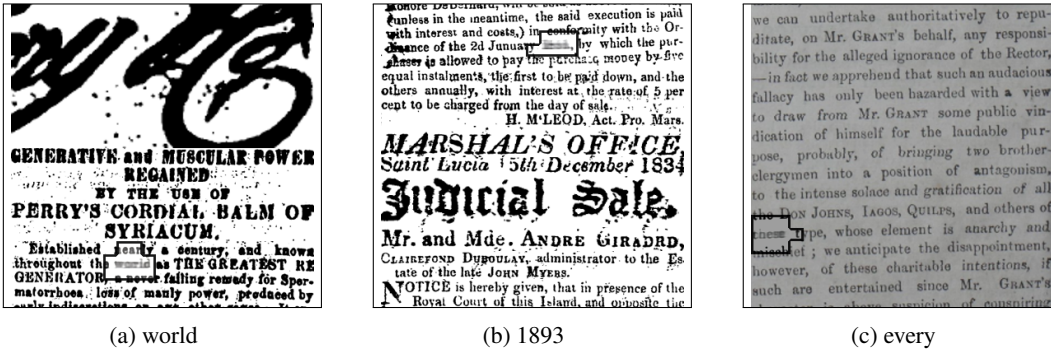 GENERATIVE and MUSCULAR POWER
REGAINED
BY THE USE OF
PERRY'S CORDIAL BALM OF
SYRIACUM.
Established nearly a century, and known
throughout the world as THE GREATEST RE
GENERATOR, a never failing remedy for Sper-
matorrhoea, loss of manly power, produced by
(a) world
(unless in the meantime, the said execution is paid
with interest and costs,) in conformity with the Or-
dinance of the 2d January by which the pur-
chaser is allowed to pay the purchase money by five
equal instalments, the first to be paid down, and the
others annually, with interest at the rate of 5 per
cent to be charged from the day of sale.
H. M'LEOD, Act. Pro. Mars.
MARSHAL'S OFFICE,
Saint Lucia 15th December 1834
Judicial Sale.
Mr. and Mde. ANDRE GIRADRD,
CLAIREFOND DUBOULAY, administrator to the Es
tate of the late JOHN MYERS.
NOTICE is hereby given, that in presence of the
Royal Court of this Island, and opposite the
(b) 1893
we can undertake authoritatively to repu-
ditate, on Mr. GRANT'S behalf, any responsi-
bility for the alleged ignorance of the Rector,
—in fact we apprehend that such an audacious
fallacy has only been hazarded with a view
to draw from Mr. GRANT some public vin-
dication of himself for the laudable pur-
pose, probably, of bringing two brother-
clergymen into a position of antagonism,
to the intense solace and gratification of all
the DON JOHNS, IAGOS, QUILPS, and others of
these type, whose element is anarchy and
mischief ; we anticipate the disappointment,
however, of these charitable intentions, if
such are entertained since Mr. GRANT'S
(c) every